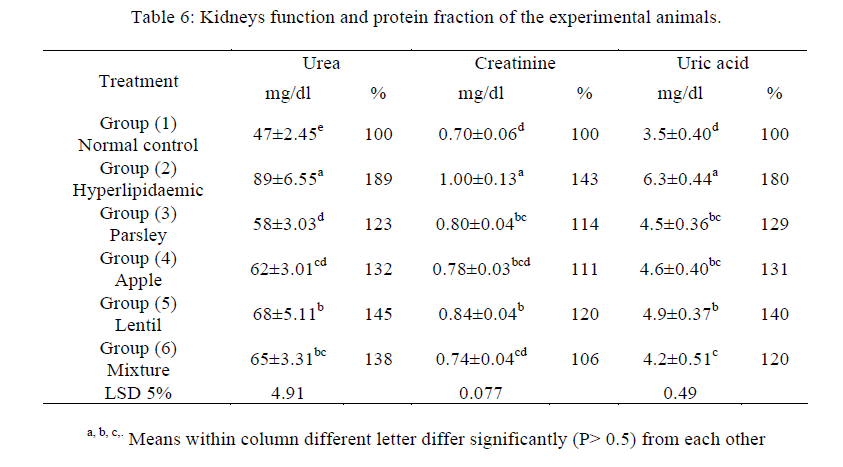 Table 6: Kidneys function and protein fraction of the experimental animals.
Treatment Urea Creatinine Uric acid
mg/dl % mg/dl % mg/dl %
Group (1)
Normal control 47±2.45e 100 0.70±0.06d 100 3.5±0.40d 100
Group (2)
Hyperlipidaemic 89±6.55a 189 1.00±0.13a 143 6.3±0.44a 180
Group (3)
Parsley 58±3.03d 123 0.80±0.04bc 114 4.5±0.36bc 129
Group (4)
Apple 62±3.01cd 132 0.78±0.03bcd 111 4.6±0.40bc 131
Group (5)
Lentil 68±5.11b 145 0.84±0.04b 120 4.9±0.37b 140
Group (6)
Mixture 65±3.31bc 138 0.74±0.04cd 106 4.2±0.51c 120
LSD 5% 4.91 0.077 0.49
a, b, c,. Means within column different letter differ significantly (P> 0.5) from each other